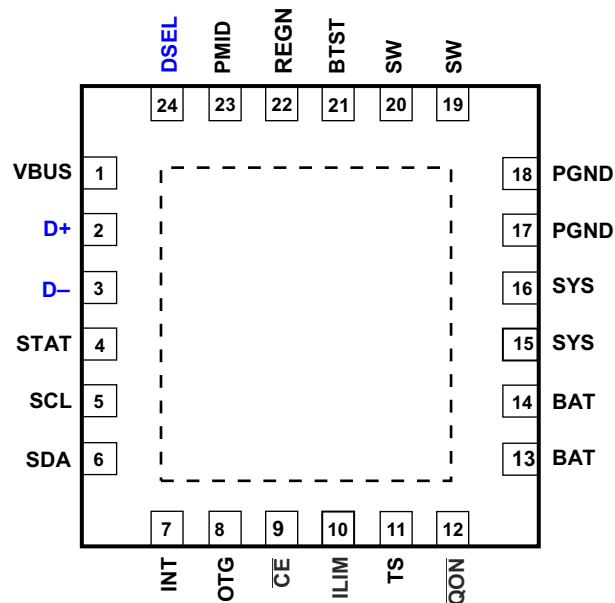 DSEL PMID REGN BTST SW SW
24 23 22 21 20 19
VBUS 1 18 PGND
D+ 2 17 PGND
D– 3 16 SYS
STAT 4 15 SYS
SCL 5 14 BAT
SDA 6 13 BAT
7 8 9 10 11 12
INT OTG C̅E̅ ILIM TS Q̅O̅N̅